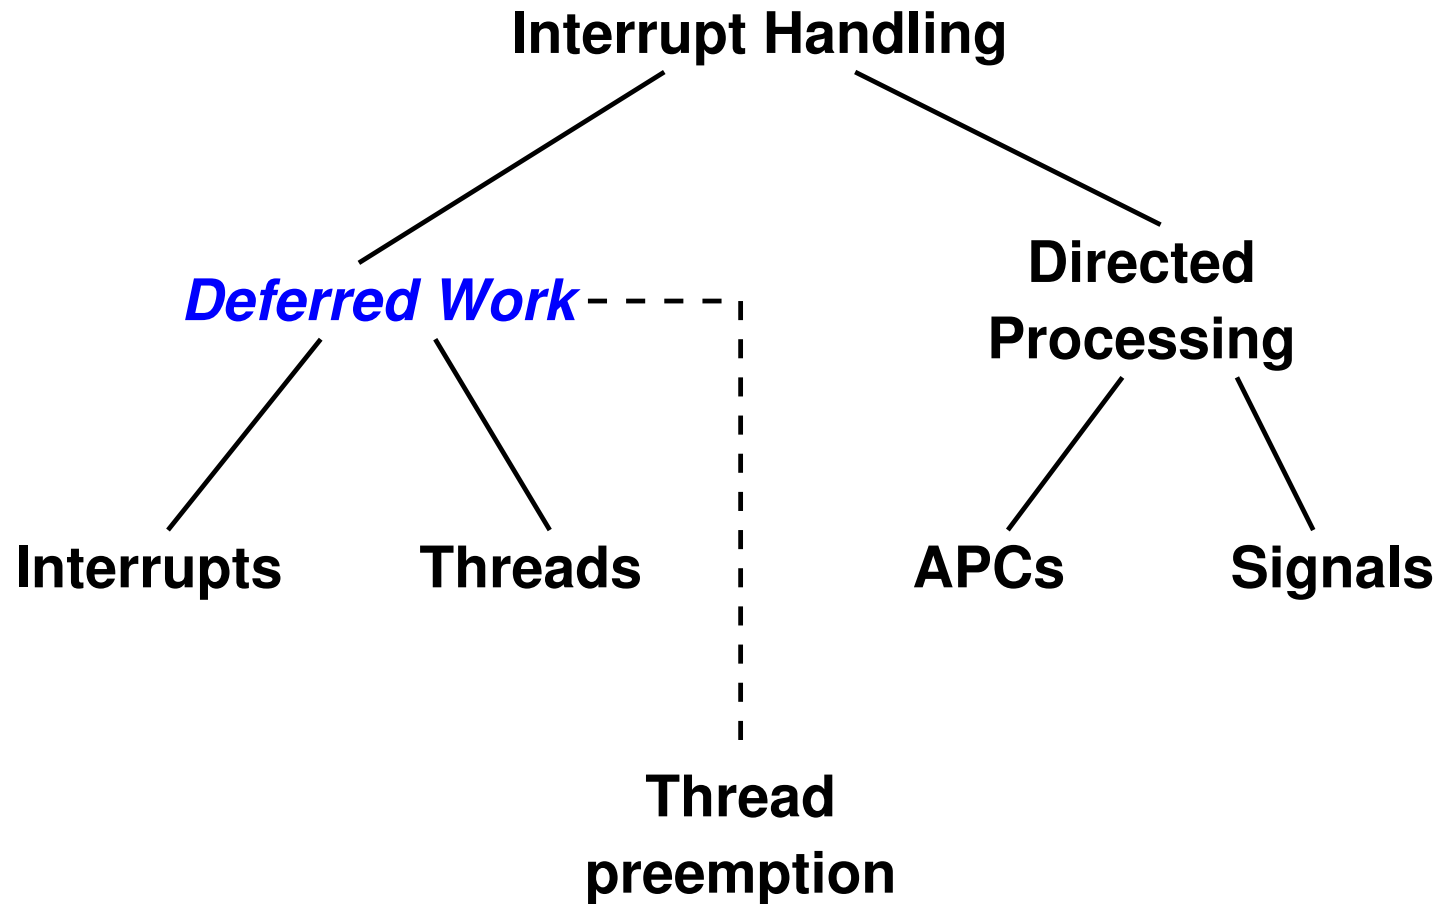 Interrupt Handling
Deferred Work
Directed
Processing
Interrupts
Threads
APCs
Signals
Thread
preemption